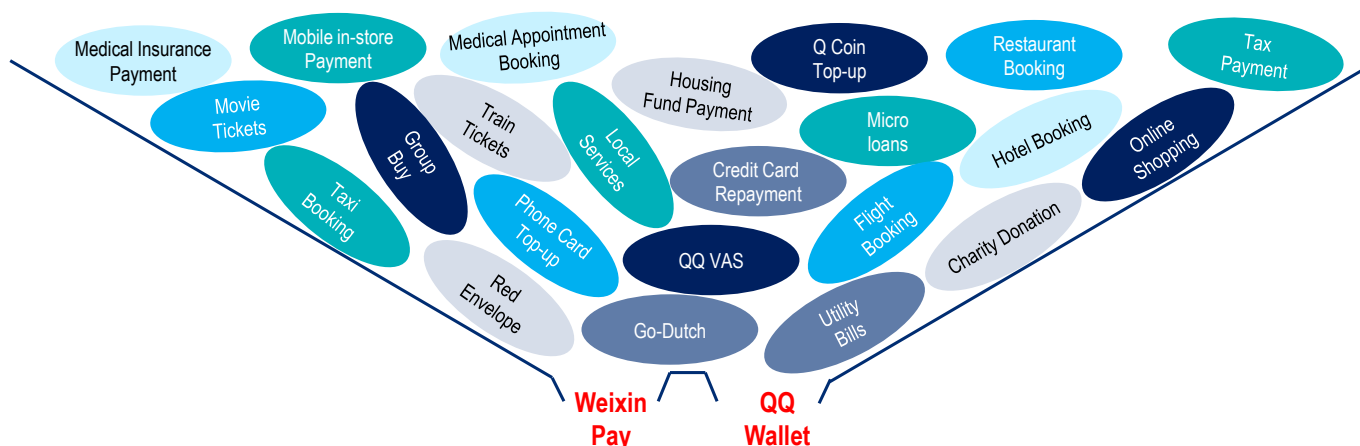 Medical Insurance
Payment
Mobile in-store
Payment
Medical Appointment
Booking
Q Coin
Top-up
Restaurant
Booking
Tax
Payment
Movie
Tickets
Group
Buy
Train
Tickets
Local
Services
Housing
Fund Payment
Micro
loans
Hotel Booking
Online
Shopping
Taxi
Booking
Phone Card
Top-up
Credit Card
Repayment
Flight
Booking
Charity Donation
Red
Envelope
QQ VAS
Go-Dutch
Utility
Bills
Weixin
Pay
QQ
Wallet